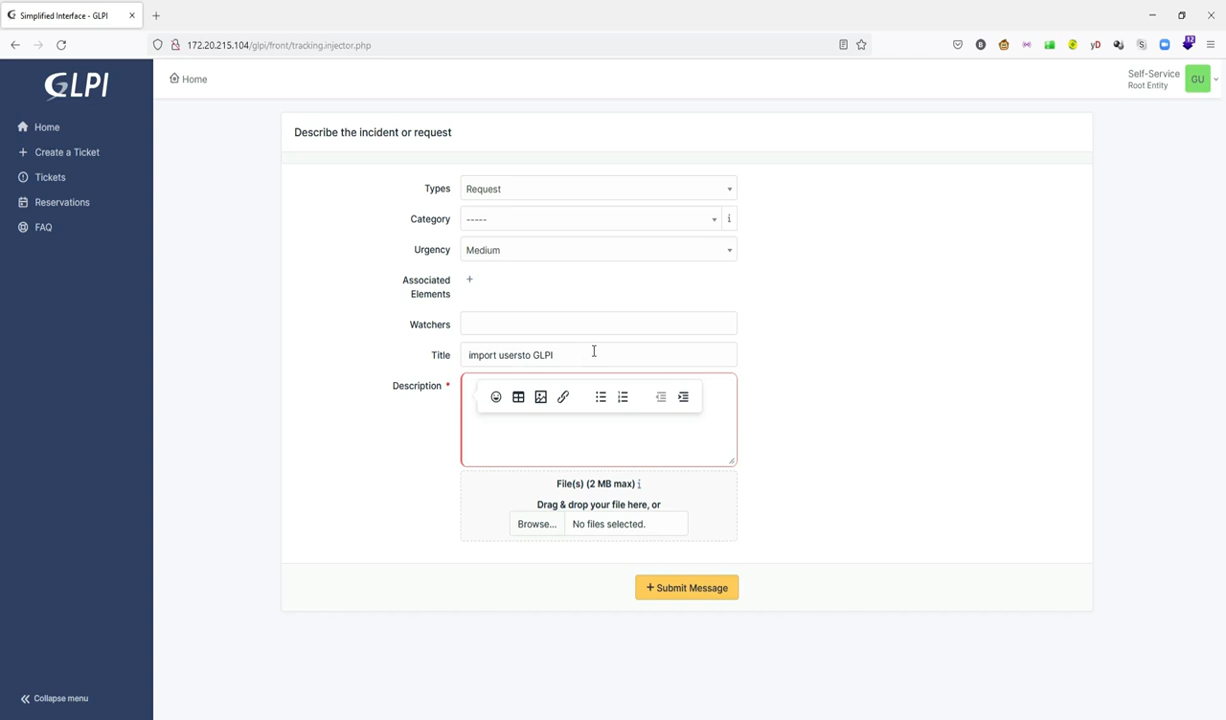 Simplified Interface - GLPI
172.20.215.104/glpi/front/tracking.injector.php
12
GLPI
Home
Create a Ticket
Tickets
Reservations
FAQ
Collapse menu
Home
Self-Service
Root Entity
GU
Describe the incident or request
Types
Request
Category
-----
i
Urgency
Medium
Associated
Elements
+
Watchers
Title
import usersto GLPI
Description *
File(s) (2 MB max) i
Drag & drop your file here, or
Browse... No files selected.
+ Submit Message